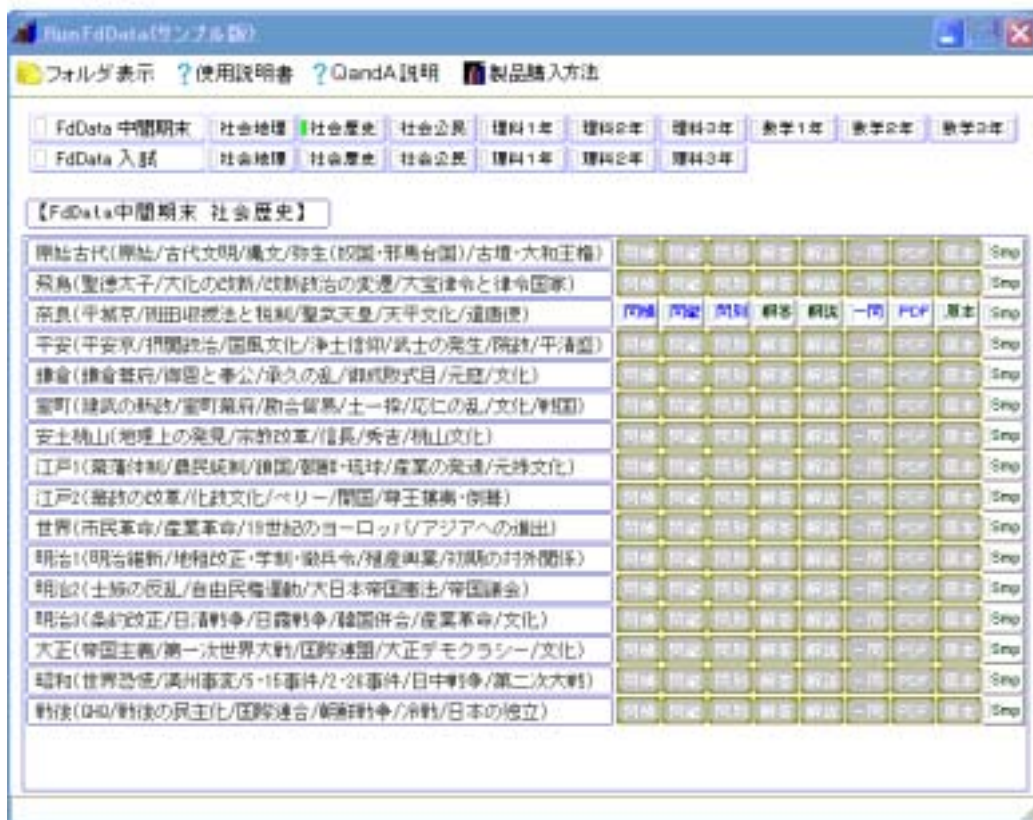 RunFdData(サンプル版)
フォルダ表示 ?使用説明書 ?QandA説明 製品購入方法
FdData 中間期末 社会地理 社会歴史 社会公民 理科1年 理科2年 理科3年 数学1年 数学2年 数学3年
FdData 入試 社会地理 社会歴史 社会公民 理科1年 理科2年 理科3年
【FdData中間期末 社会歴史】
原始古代(原始/古代文明/縄文/弥生(奴国・邪馬台国)/古墳・大和王権) Smp
飛鳥(聖徳太子/大化の改新/改新政治の変遷/大宝律令と律令国家) Smp
奈良(平城京/班田収授法と税制/聖武天皇/天平文化/遣唐使) 解答 解説 一問 PDF 原本 Smp
平安(平安京/摂関政治/国風文化/浄土信仰/武士の発生/院政/平清盛) Smp
鎌倉(鎌倉幕府/御恩と奉公/承久の乱/御成敗式目/元寇/文化) Smp
室町(建武の新政/室町幕府/勘合貿易/土一揆/応仁の乱/文化/戦国) Smp
安土桃山(地理上の発見/宗教改革/信長/秀吉/桃山文化) Smp
江戸1(幕藩体制/農民統制/鎖国/朝鮮・琉球/産業の発達/元禄文化) Smp
江戸2(幕政の改革/化政文化/ペリー/開国/尊王攘夷・倒幕) Smp
世界(市民革命/産業革命/19世紀のヨーロッパ/アジアへの進出) Smp
明治1(明治維新/地租改正・学制・徴兵令/殖産興業/初期の対外関係) Smp
明治2(士族の反乱/自由民権運動/大日本帝国憲法/帝国議会) Smp
明治3(条約改正/日清戦争/日露戦争/韓国併合/産業革命/文化) Smp
大正(帝国主義/第一次世界大戦/国際連盟/大正デモクラシー/文化) Smp
昭和(世界恐慌/満州事変/5・15事件/2・26事件/日中戦争/第二次大戦) Smp
戦後(GHQ/戦後の民主化/国際連合/朝鮮戦争/冷戦/日本の独立) Smp